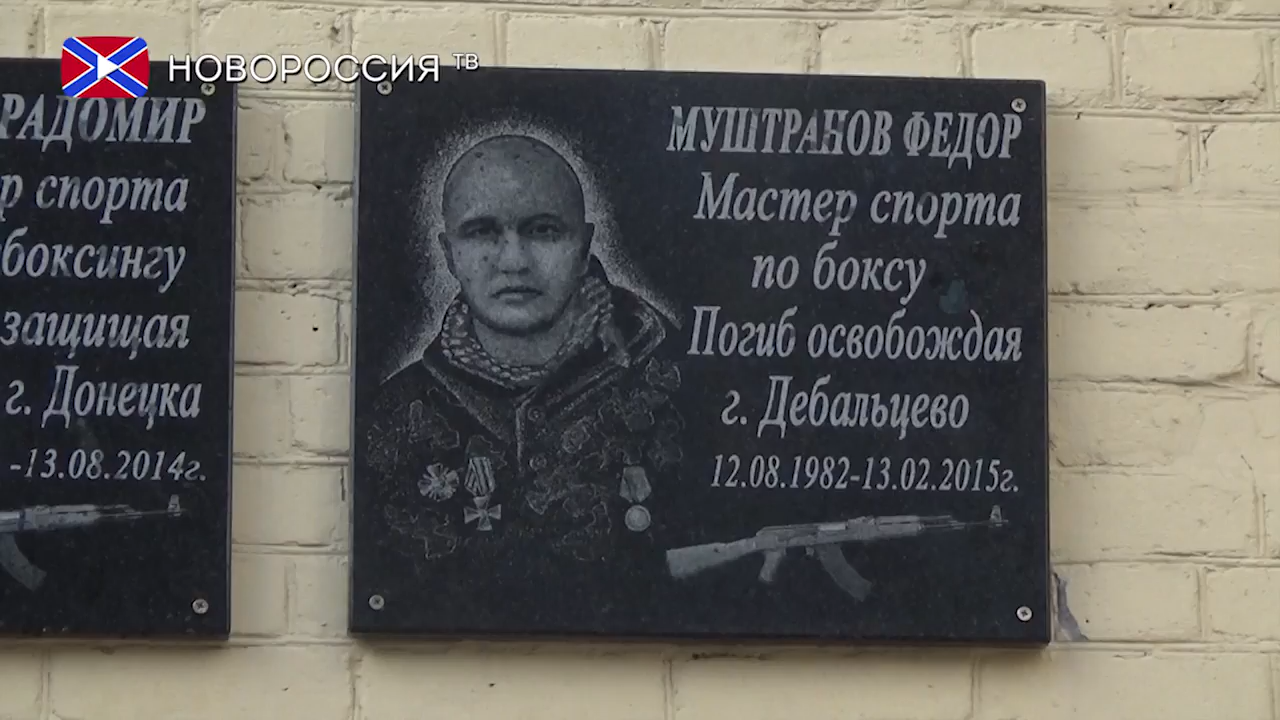 НОВОРОССИЯ ТВ
РАДОМИР
р спорта
боксингу
защищая
г. Донецка
-13.08.2014г.
МУШТРАНОВ ФЕДОР
Мастер спорта
по боксу
Погиб освобождая
г. Дебальцево
12.08.1982-13.02.2015г.